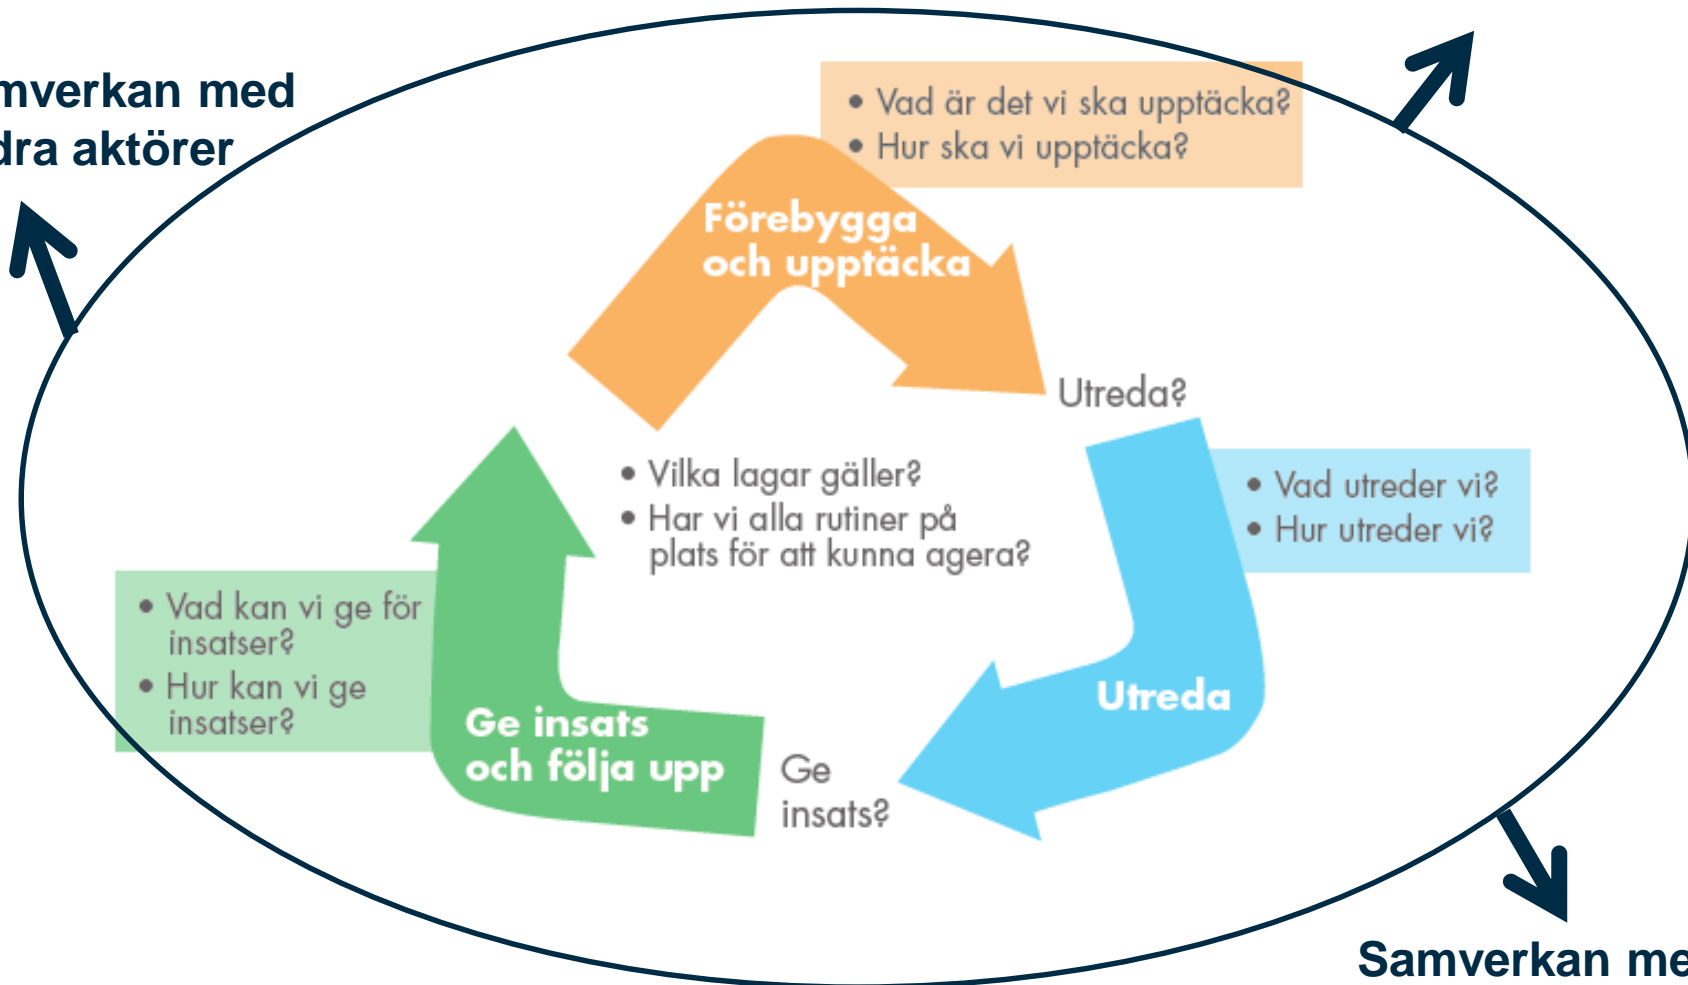 mverkan med
dra aktörer
• Vad är det vi ska upptäcka?
• Hur ska vi upptäcka?
Förebygga
och upptäcka
Utreda?
• Vilka lagar gäller?
• Har vi alla rutiner på
plats för att kunna agera?
• Vad utreder vi?
• Hur utreder vi?
• Vad kan vi ge för
insatser?
• Hur kan vi ge
insatser?
Utreda
Ge insats
och följa upp
Ge
insats?
Samverkan me